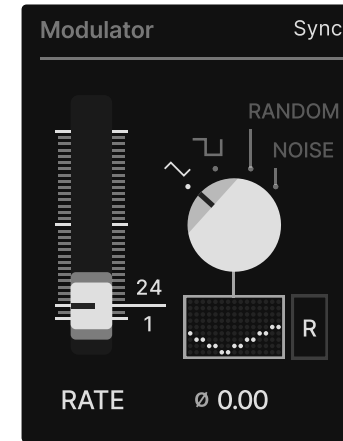 Modulator Sync
RANDOM
NOISE
24
1
R
RATE ø 0.00